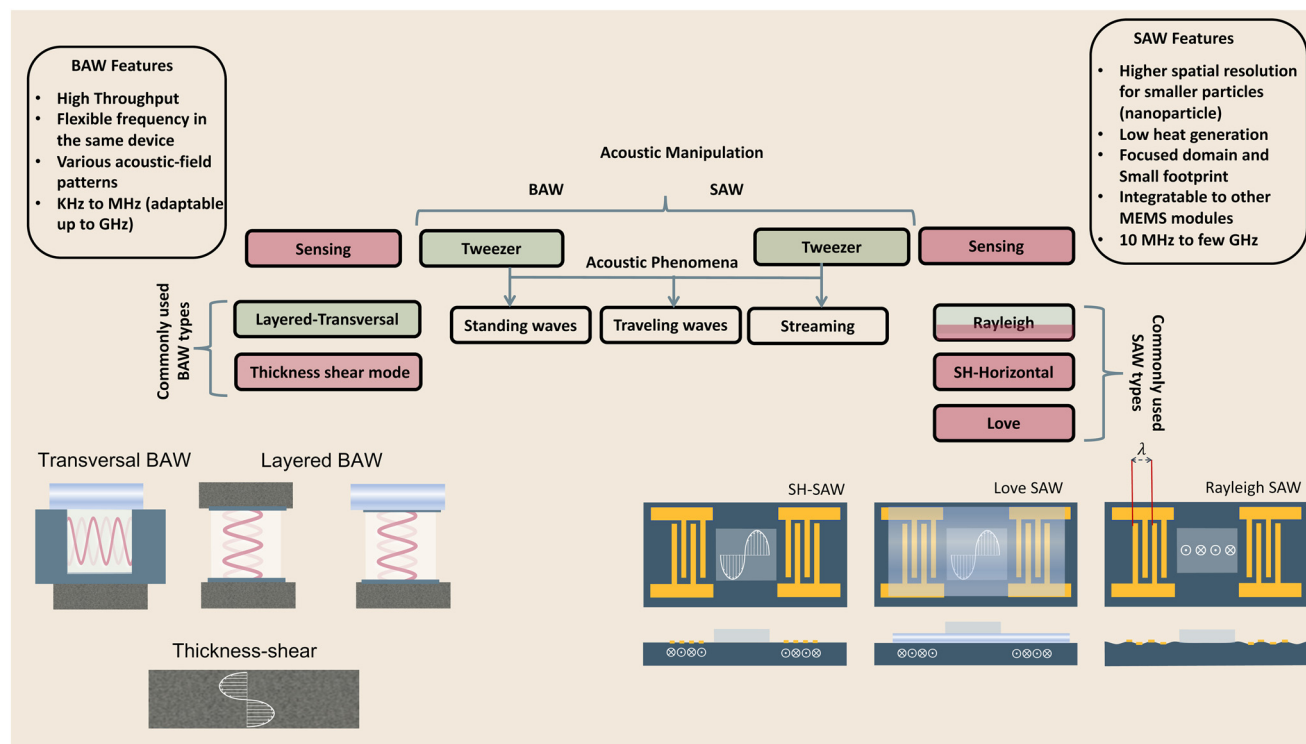 BAW Features
• High Throughput
• Flexible frequency in
the same device
• Various acoustic-field
patterns
• KHz to MHz (adaptable
up to GHz)
SAW Features
• Higher spatial resolution
for smaller particles
(nanoparticle)
• Low heat generation
• Focused domain and
Small footprint
• Integratable to other
MEMS modules
• 10 MHz to few GHz
Acoustic Manipulation
BAW
SAW
Sensing
Tweezer
Tweezer
Sensing
Acoustic Phenomena
Standing waves
Traveling waves
Streaming
Commonly used
BAW types
Layered-Transversal
Thickness shear mode
Rayleigh
SH-Horizontal
Love
Commonly used
SAW types
Transversal BAW
Layered BAW
Thickness-shear
SH-SAW
Love SAW
λ
Rayleigh SAW